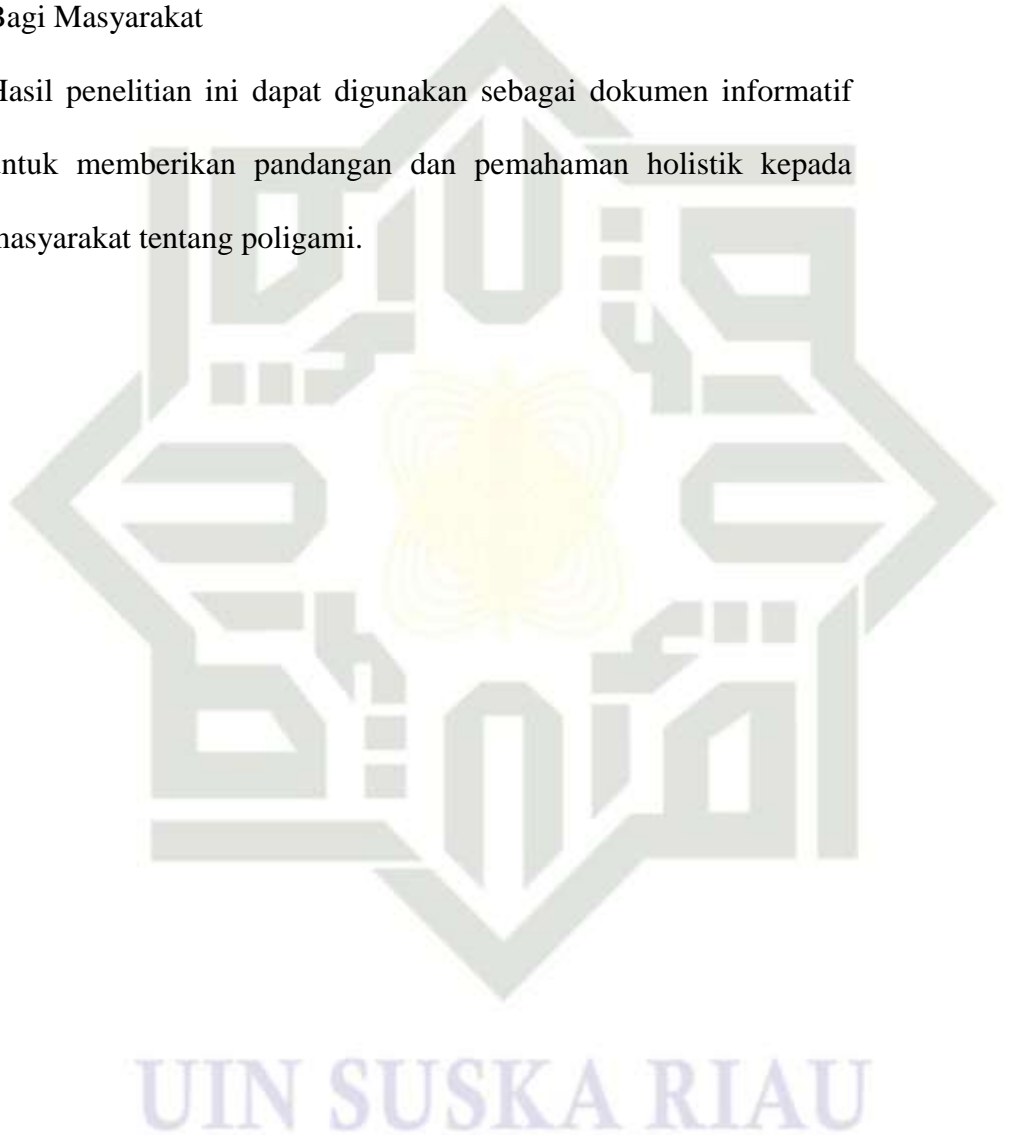 Bagi Masyarakat
Hasil penelitian ini dapat digunakan sebagai dokumen informatif
untuk memberikan pandangan dan pemahaman holistik kepada
masyarakat tentang poligami.
UIN SUSKA RIAU